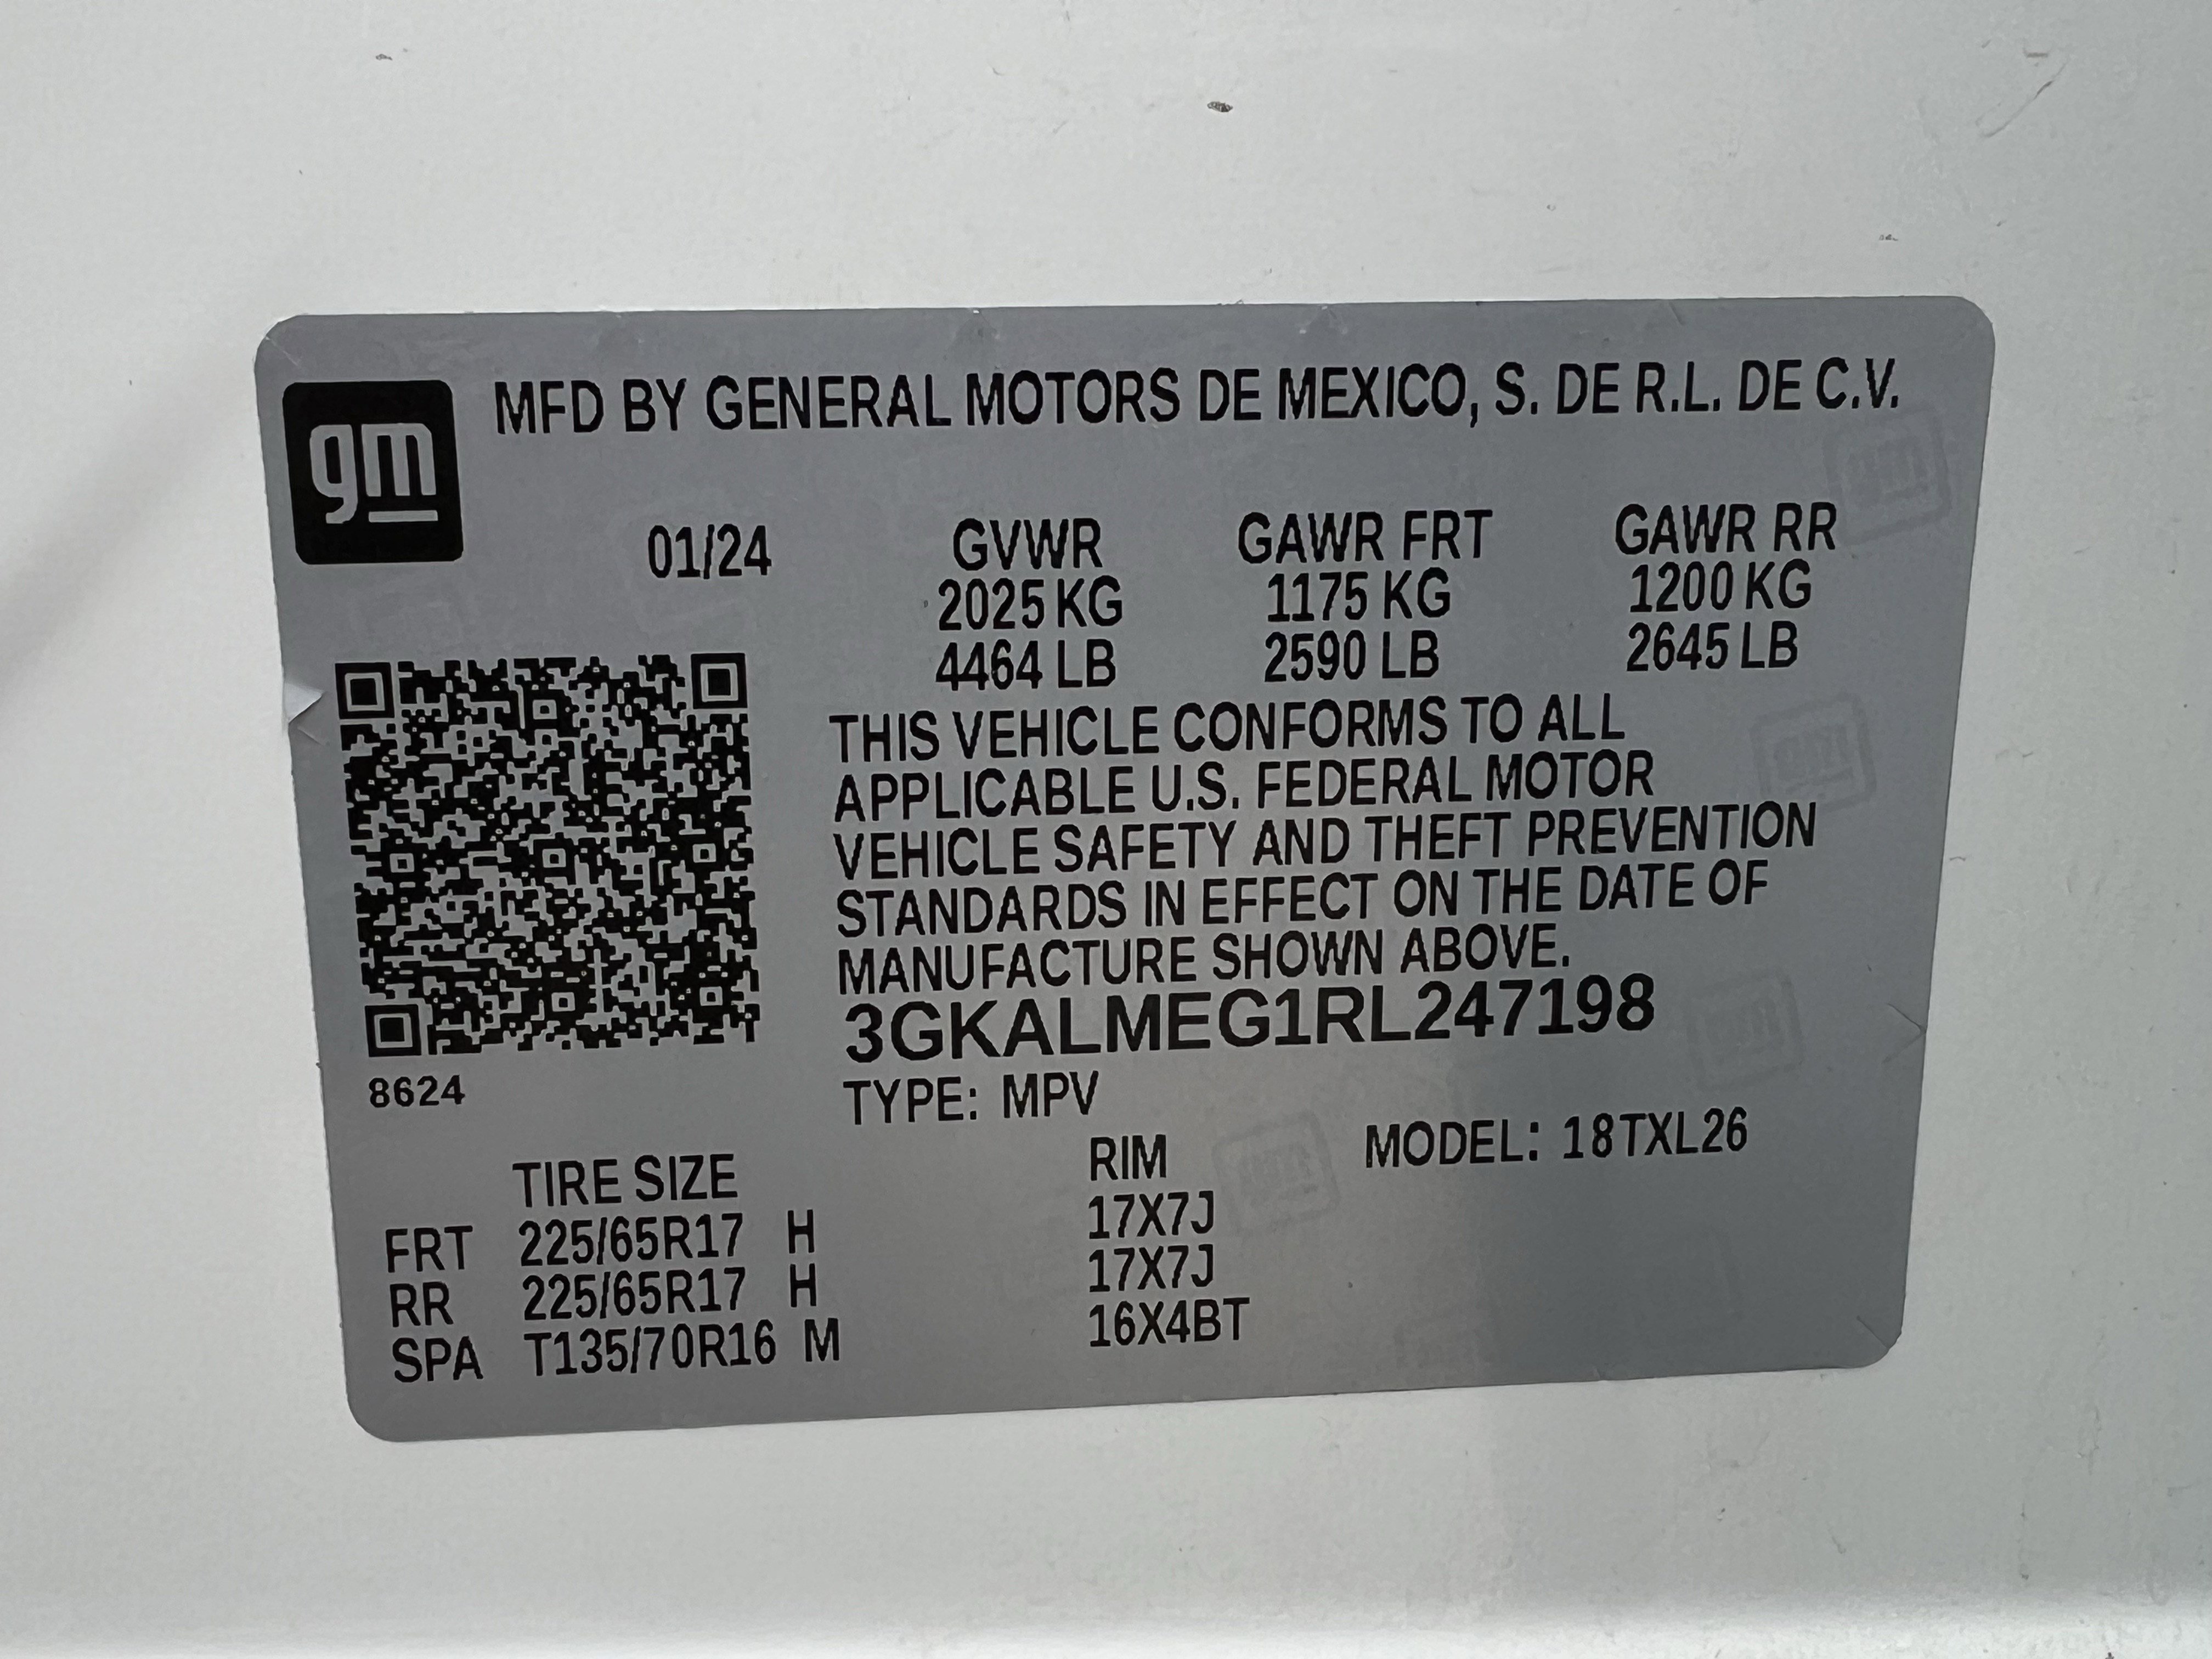 gm
MFD BY GENERAL MOTORS DE MEXICO, S. DE R.L. DE C.V.
01/24 GVWR GAWR FRT GAWR RR
2025 KG 1175 KG 1200 KG
4464 LB 2590 LB 2645 LB
THIS VEHICLE CONFORMS TO ALL
APPLICABLE U.S. FEDERAL MOTOR
VEHICLE SAFETY AND THEFT PREVENTION
STANDARDS IN EFFECT ON THE DATE OF
MANUFACTURE SHOWN ABOVE.
3GKALMEG1RL247198
8624
TYPE: MPV
MODEL: 18TXL26
TIRE SIZE RIM
FRT 225/65R17 H 17X7J
RR 225/65R17 H 17X7J
SPA T135/70R16 M 16X4BT